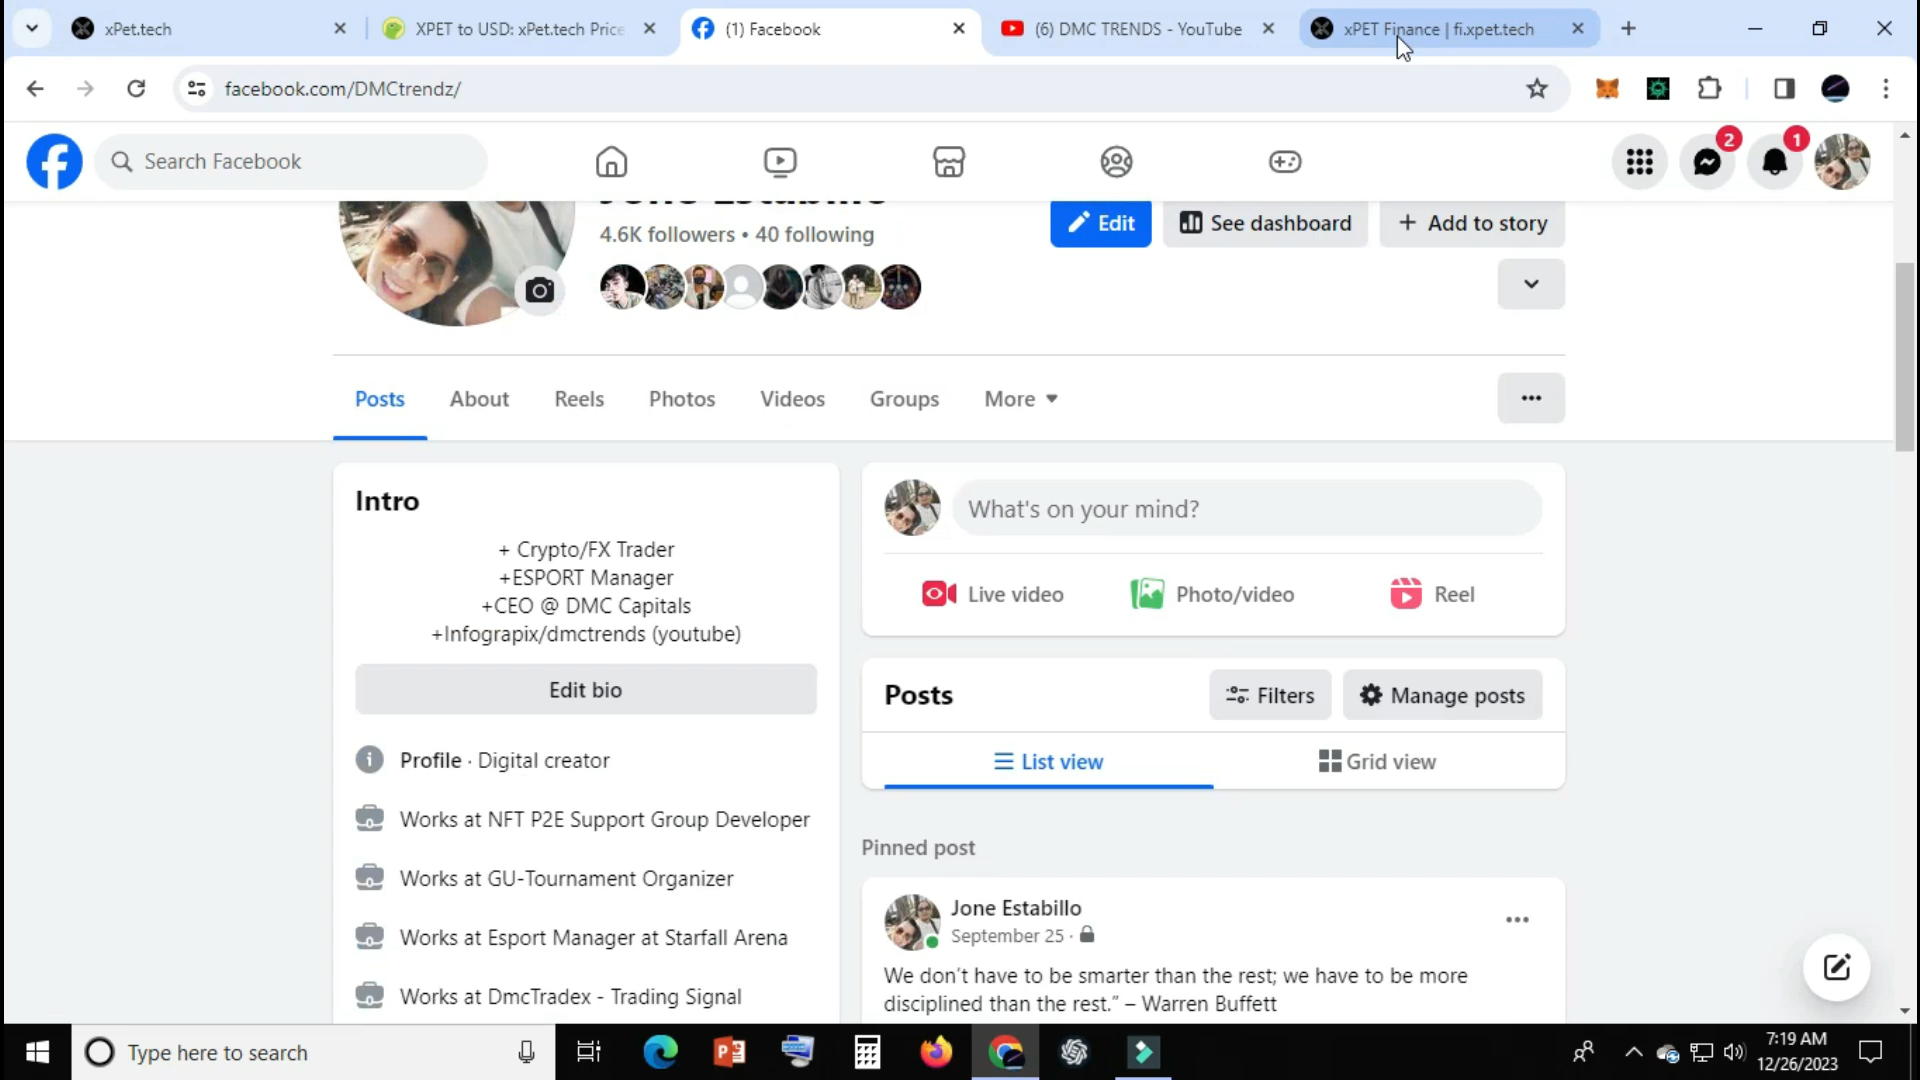 xPet.tech
XPET to USD: xPet.tech Price
(1) Facebook
(6) DMC TRENDS - YouTube
xPET Finance | fi.xpet.tech
facebook.com/DMCtrendz/
Search Facebook
2
1
4.6K followers • 40 following
Edit
See dashboard
+ Add to story
Posts
About
Reels
Photos
Videos
Groups
More
Intro
+ Crypto/FX Trader
+ESPORT Manager
+CEO @ DMC Capitals
+Infograpix/dmctrends (youtube)
Edit bio
Profile · Digital creator
Works at NFT P2E Support Group Developer
Works at GU-Tournament Organizer
Works at Esport Manager at Starfall Arena
Works at DmcTradex - Trading Signal
What's on your mind?
Live video
Photo/video
Reel
Posts
Filters
Manage posts
List view
Grid view
Pinned post
Jone Estabillo
September 25 ·
We don't have to be smarter than the rest; we have to be more
disciplined than the rest.” – Warren Buffett
Type here to search
7:19 AM
12/26/2023